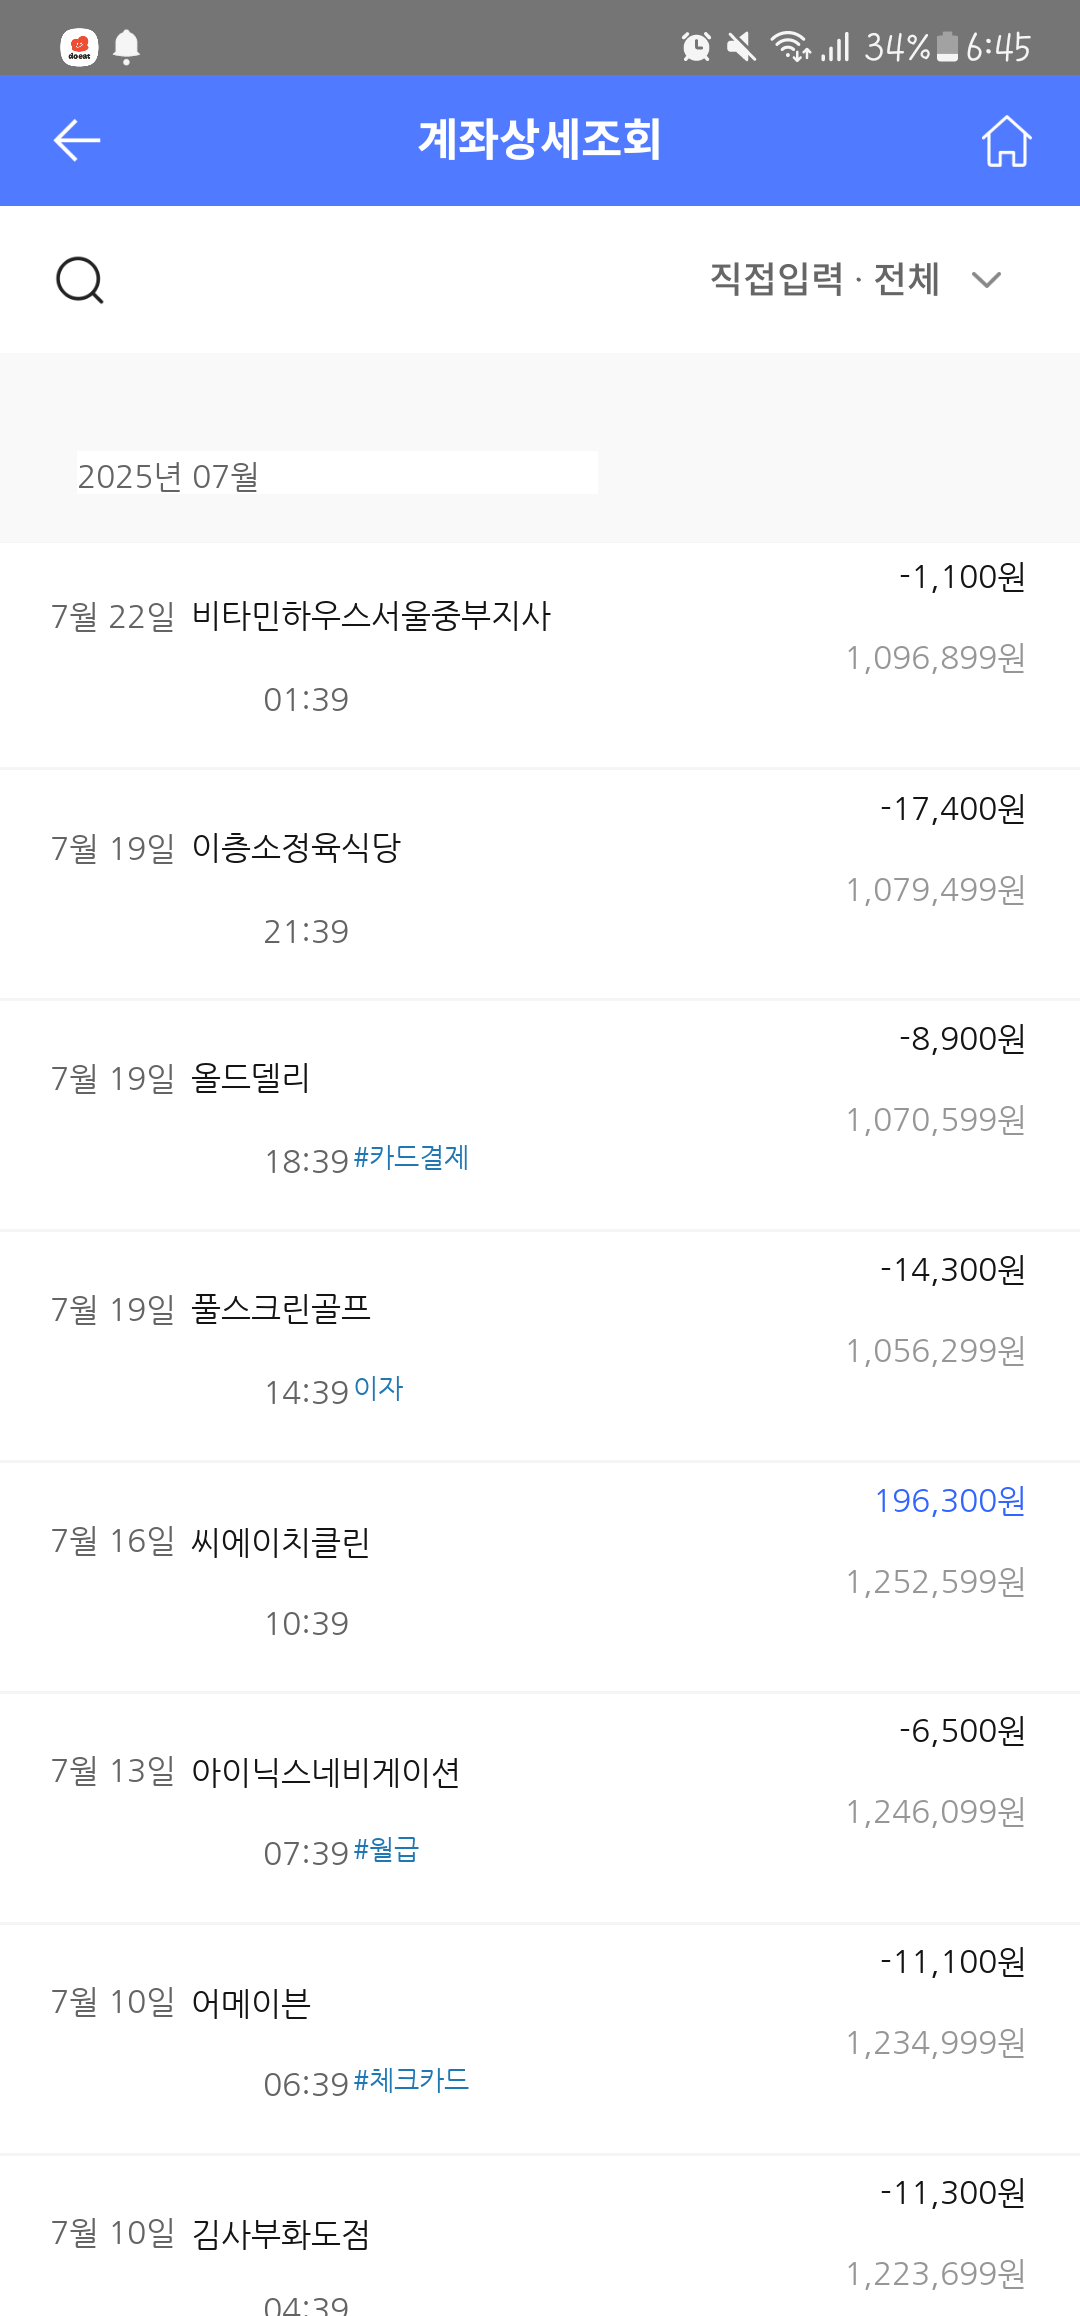 doeat
34% 6:45
계좌상세조회
직접입력 · 전체
2025년 07월
-1,100원
7월 22일 비타민하우스서울중부지사
1,096,899원
01:39
-17,400원
7월 19일 이층소정육식당
1,079,499원
21:39
-8,900원
7월 19일 올드델리
1,070,599원
18:39 #카드결제
-14,300원
7월 19일 풀스크린골프
1,056,299원
14:39 이자
196,300원
7월 16일 씨에이치클린
1,252,599원
10:39
-6,500원
7월 13일 아이닉스네비게이션
1,246,099원
07:39 #월급
-11,100원
7월 10일 어메이븐
1,234,999원
06:39 #체크카드
-11,300원
7월 10일 김사부화도점
1,223,699원
04:39